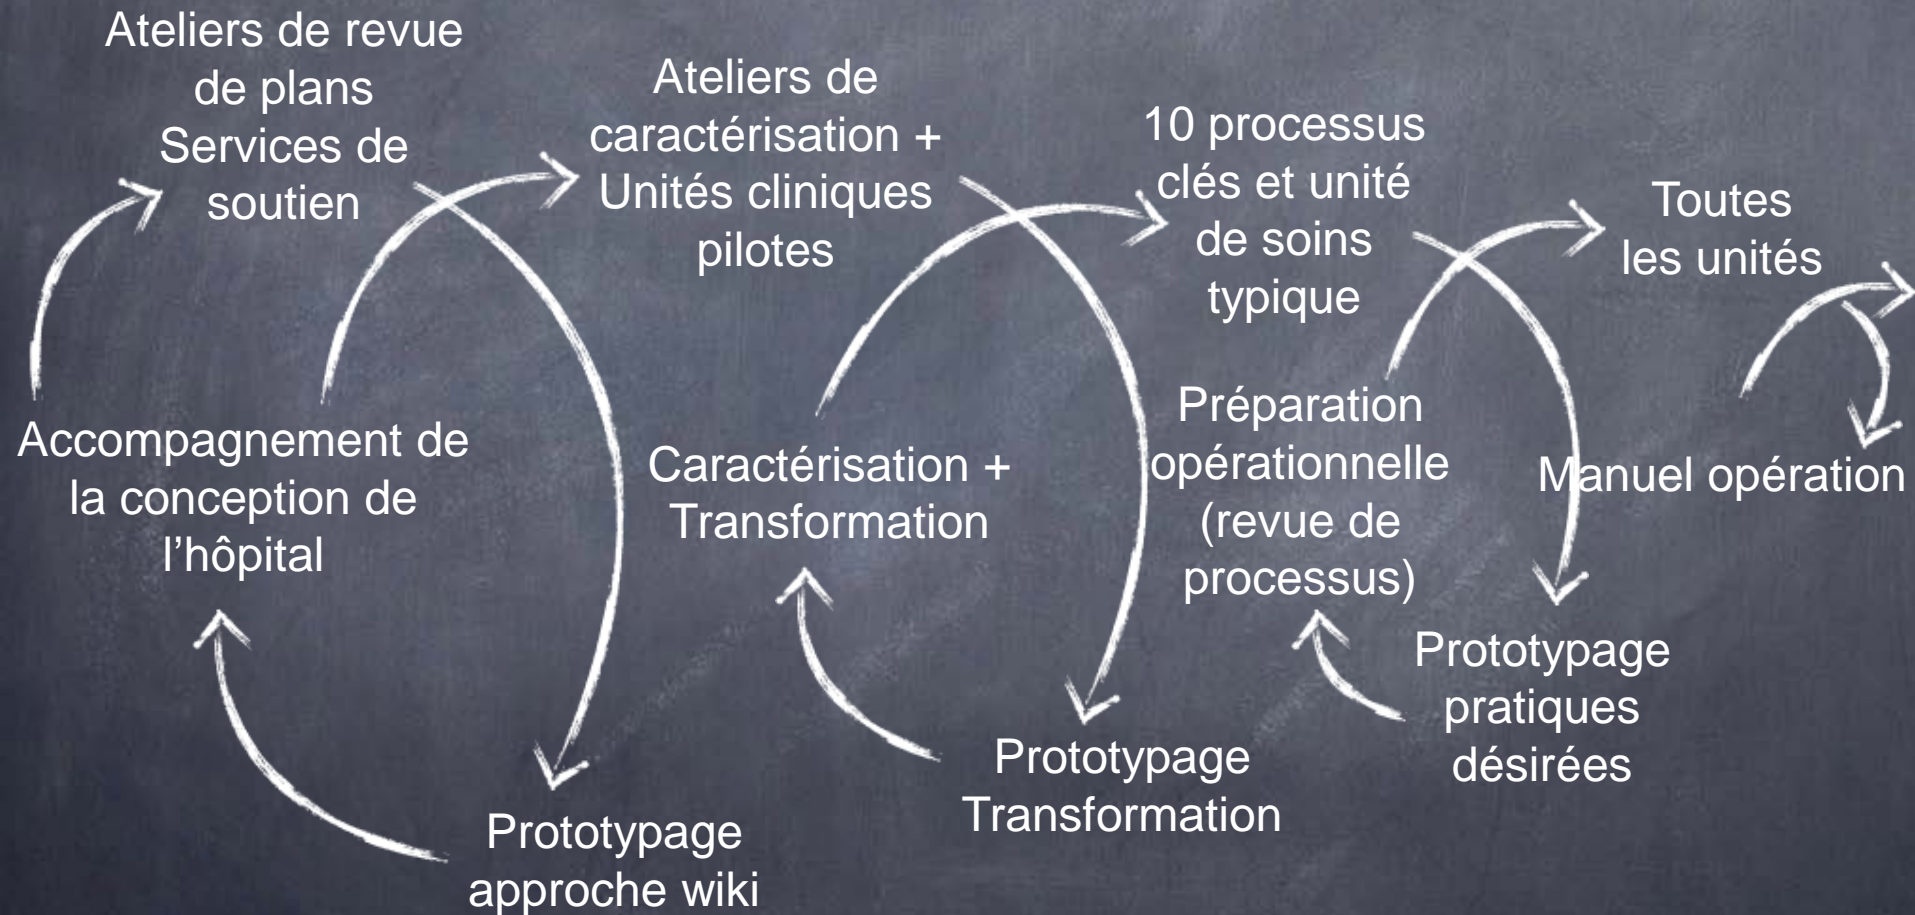 Ateliers de revue
de plans
Services de
soutien
Ateliers de
caractérisation +
Unités cliniques
pilotes
10 processus
clés et unité
de soins
typique
Toutes
les unités
Accompagnement de
la conception de
l'hôpital
Caractérisation +
Transformation
Préparation
opérationnelle
(revue de
processus)
Manuel opération
Prototypage
approche wiki
Prototypage
Transformation
Prototypage
pratiques
désirées